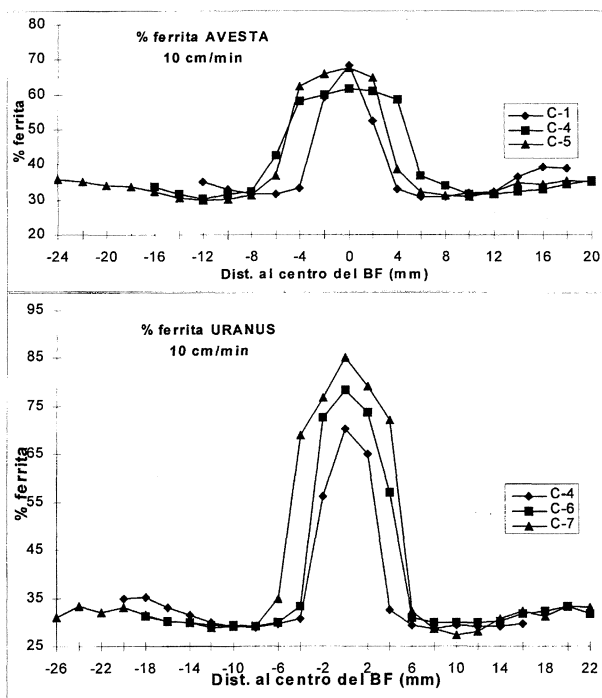 % ferrita AVESTA
10 cm/min
80
70
60
50
40
30
20
% ferrita
C-1
C-4
C-5
-24 -20 -16 -12 -8 -4 0 4 8 12 16 20
Dist. al centro del BF (mm)
% ferrita URANUS
10 cm/min
95
85
75
65
55
45
35
25
% ferrita
C-4
C-6
C-7
-26 -22 -18 -14 -10 -6 -2 2 6 10 14 18 22
Dist. al centro del BF (mm)